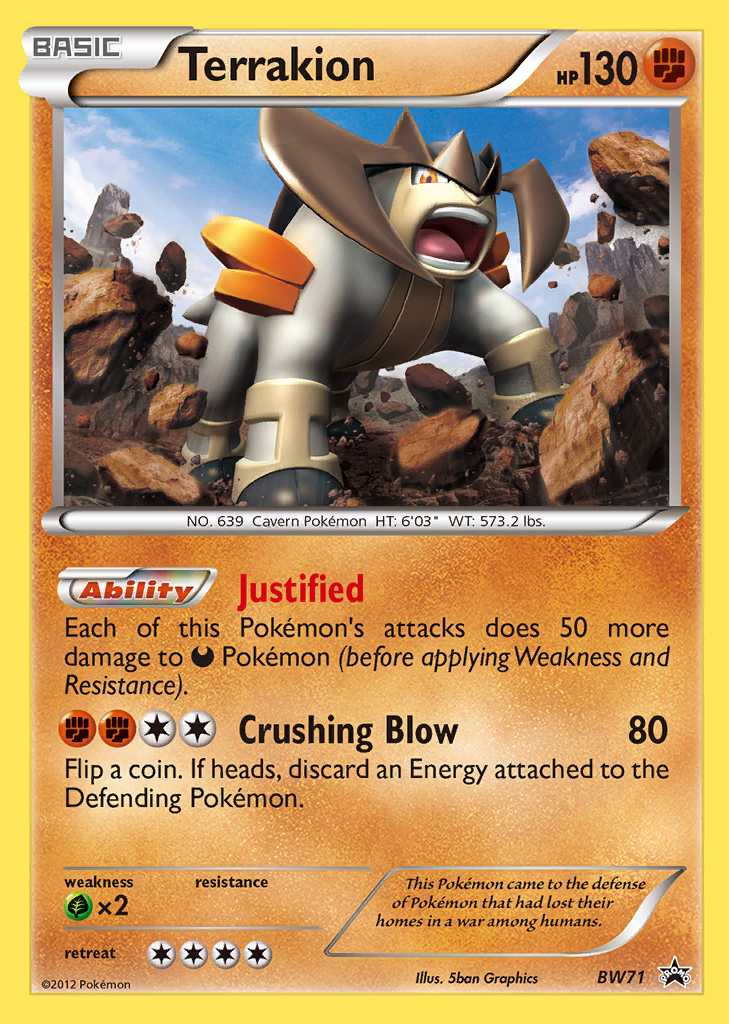 BASIC
Terrakion
HP130
NO. 639 Cavern Pokémon HT: 6'03" WT: 573.2 lbs.
Ability Justified
Each of this Pokémon's attacks does 50 more
damage to Pokémon (before applying Weakness and
Resistance).
Crushing Blow 80
Flip a coin. If heads, discard an Energy attached to the
Defending Pokémon.
weakness resistance
×2
This Pokémon came to the defense
of Pokémon that had lost their
homes in a war among humans.
retreat
©2012 Pokémon
Illus. 5ban Graphics
BW71
PROMO